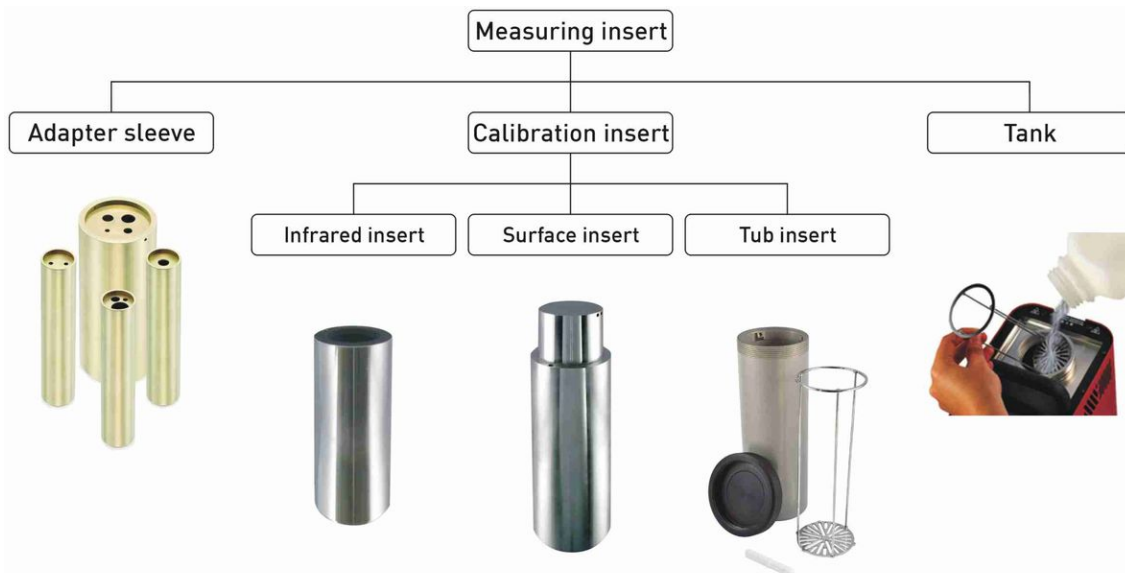 Measuring insert
Adapter sleeve
Calibration insert
Tank
Infrared insert
Surface insert
Tub insert